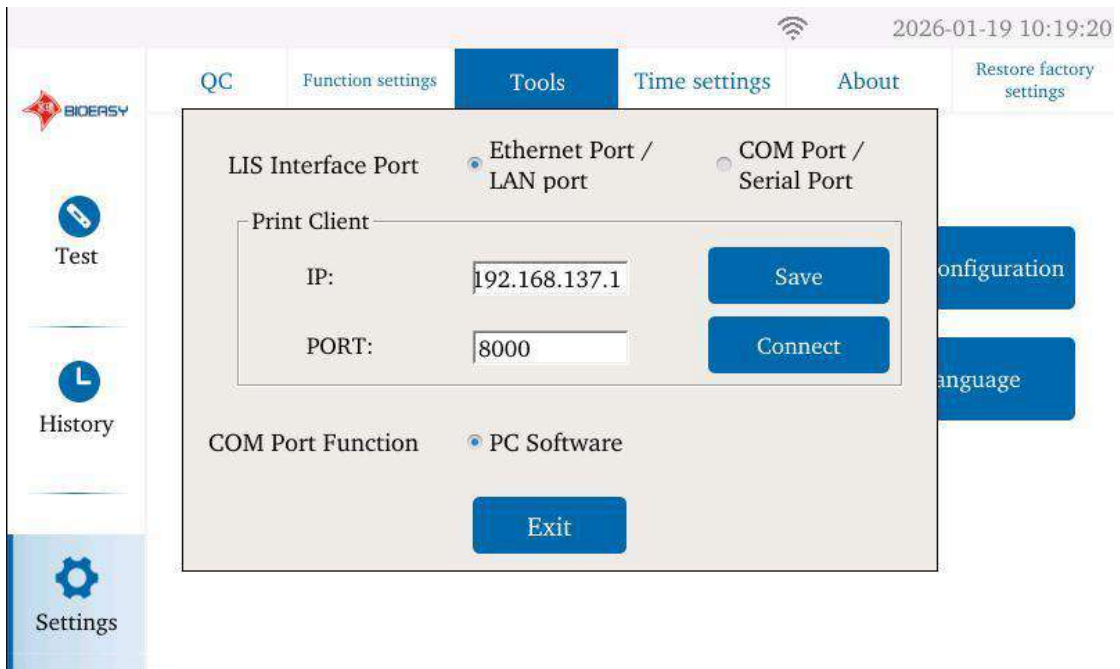 2026-01-19 10:19:20
BIOEASY
QC
Function settings
Tools
Time settings
About
Restore factory
settings
LIS Interface Port
Ethernet Port /
LAN port
COM Port /
Serial Port
Print Client
IP:
192.168.137.1
Save
PORT:
8000
Connect
COM Port Function
PC Software
Exit
Test
History
Settings
onfiguration
anguage